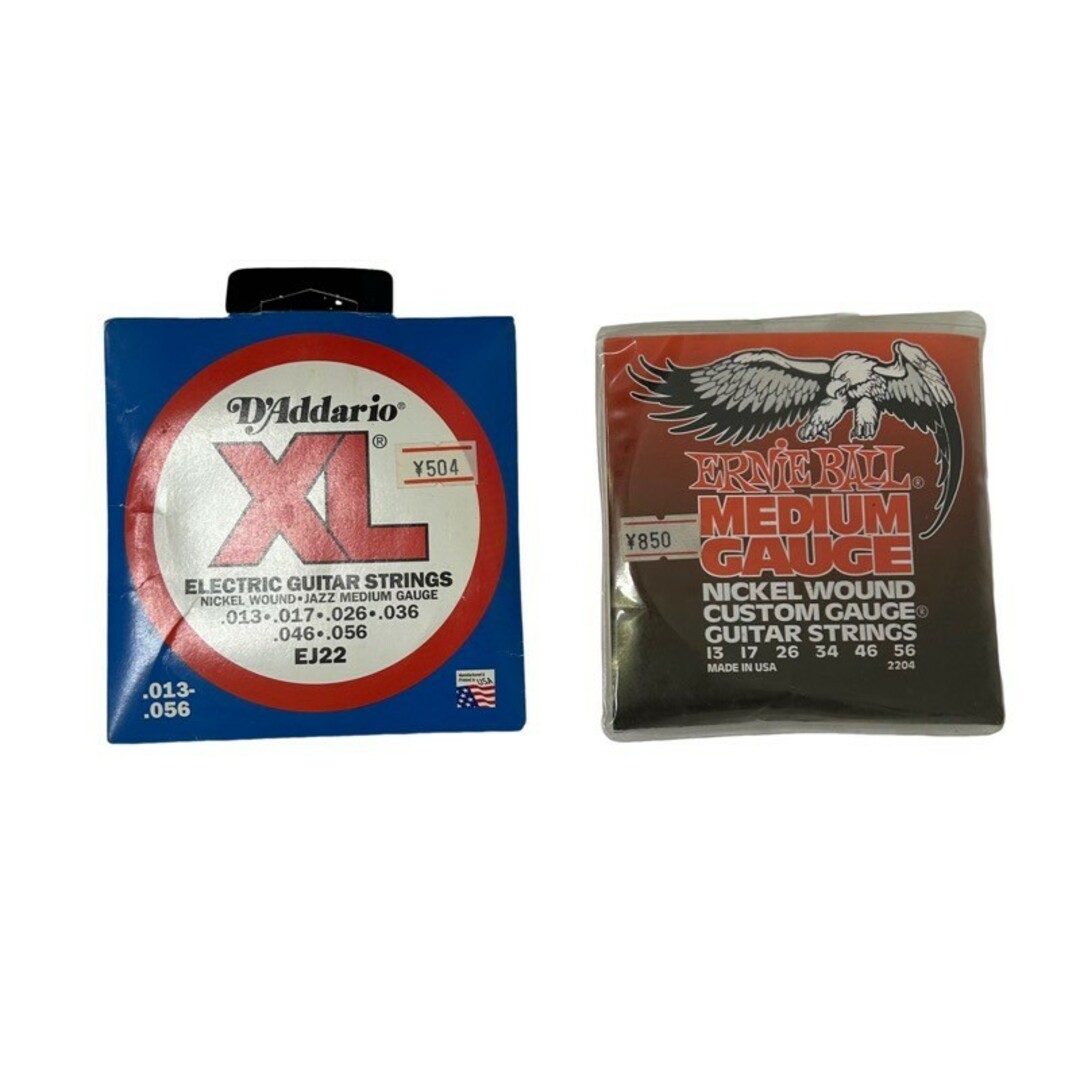 D'Addario®
XL®
¥504
ELECTRIC GUITAR STRINGS
NICKEL WOUND•JAZZ MEDIUM GAUGE
.013•.017•.026•.036
.046•.056
EJ22
.013-
.056
USA
ERNIE BALL®
MEDIUM
GAUGE
¥850
NICKEL WOUND
CUSTOM GAUGE®
GUITAR STRINGS
13 17 26 34 46 56
MADE IN USA 2204